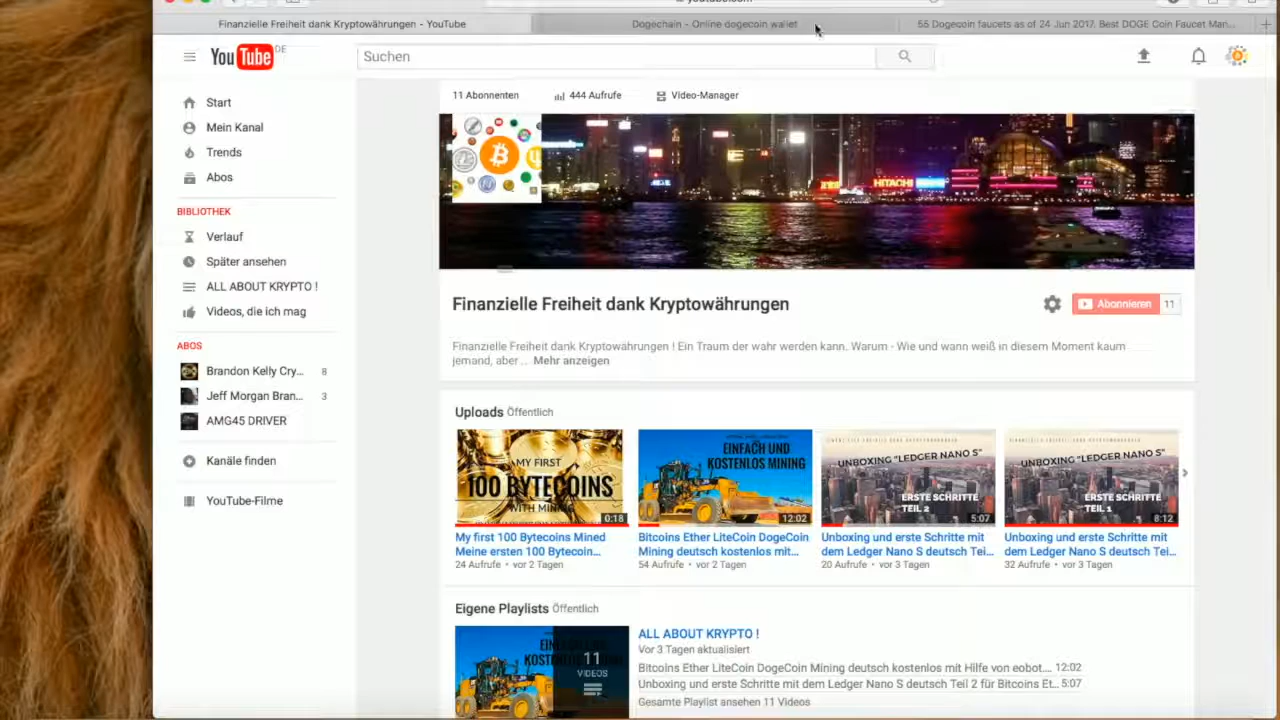 youtube.com
Finanzielle Freiheit dank Kryptowährungen - YouTube
Dogechain - Online dogecoin wallet
55 Dogecoin faucets as of 24 Jun 2017. Best DOGE Coin Faucet Man...
YouTube DE
Suchen
Start
Mein Kanal
Trends
Abos
BIBLIOTHEK
Verlauf
Später ansehen
ALL ABOUT KRYPTO !
Videos, die ich mag
ABOS
Brandon Kelly Cry... 8
Jeff Morgan Bran... 3
AMG45 DRIVER
Kanäle finden
YouTube-Filme
11 Abonnenten
444 Aufrufe
Video-Manager
HITACHI
Finanzielle Freiheit dank Kryptowährungen
Abonnieren 11
Finanzielle Freiheit dank Kryptowährungen ! Ein Traum der wahr werden kann. Warum - Wie und wann weiß in diesem Moment kaum
jemand, aber... Mehr anzeigen
Uploads Öffentlich
MY FIRST
100 BYTECOINS
WITH MINING
0:18
My first 100 Bytecoins Mined
Meine ersten 100 Bytecoin...
24 Aufrufe • vor 2 Tagen
EINFACH UND
KOSTENLOS MINING
12:02
Bitcoins Ether LiteCoin DogeCoin
Mining deutsch kostenlos mit...
54 Aufrufe • vor 2 Tagen
UNBOXING "LEDGER NANO S"
ERSTE SCHRITTE
TEIL 2
5:07
Unboxing und erste Schritte mit
dem Ledger Nano S deutsch Tei...
20 Aufrufe • vor 3 Tagen
UNBOXING "LEDGER NANO S"
ERSTE SCHRITTE
TEIL 1
8:12
Unboxing und erste Schritte mit
dem Ledger Nano S deutsch Tei...
32 Aufrufe • vor 3 Tagen
Eigene Playlists Öffentlich
11
VIDEOS
ALL ABOUT KRYPTO !
Vor 3 Tagen aktualisiert
Bitcoins Ether LiteCoin DogeCoin Mining deutsch kostenlos mit Hilfe von eobot.... 12:02
Unboxing und erste Schritte mit dem Ledger Nano S deutsch Teil 2 für Bitcoins Et... 5:07
Gesamte Playlist ansehen 11 Videos